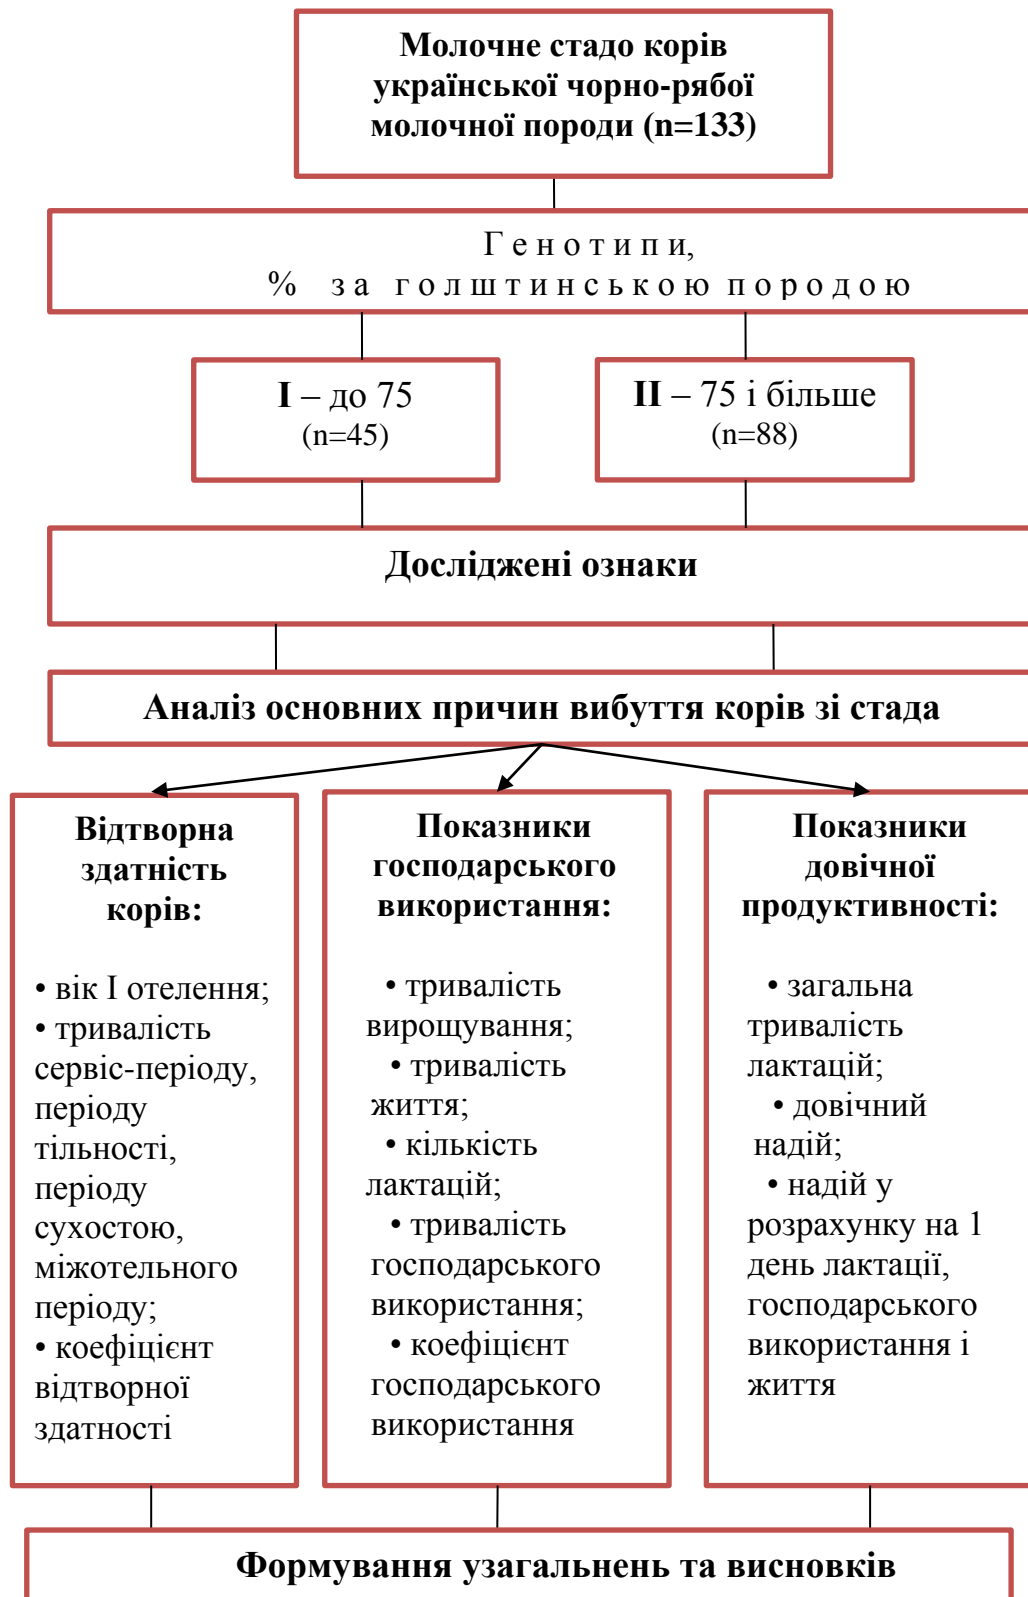 Молочне стадо корів
української чорно-рябої
молочної породи (n=133)
Генотипи,
% за голштинською породою
I – до 75
(n=45)
II – 75 і більше
(n=88)
Досліджені ознаки
Аналіз основних причин вибуття корів зі стада
Відтворна
здатність
корів:
• вік І отелення;
• тривалість
сервіс-періоду,
періоду
тільності,
періоду
сухостою,
міжотельного
періоду;
• коефіцієнт
відтворної
здатності
Показники
господарського
використання:
• тривалість
вирощування;
• тривалість
життя;
• кількість
лактацій;
• тривалість
господарського
використання;
• коефіцієнт
господарського
використання
Показники
довічної
продуктивності:
• загальна
тривалість
лактацій;
• довічний
надій;
• надій у
розрахунку на 1
день лактації,
господарського
використання і
життя
Формування узагальнень та висновків